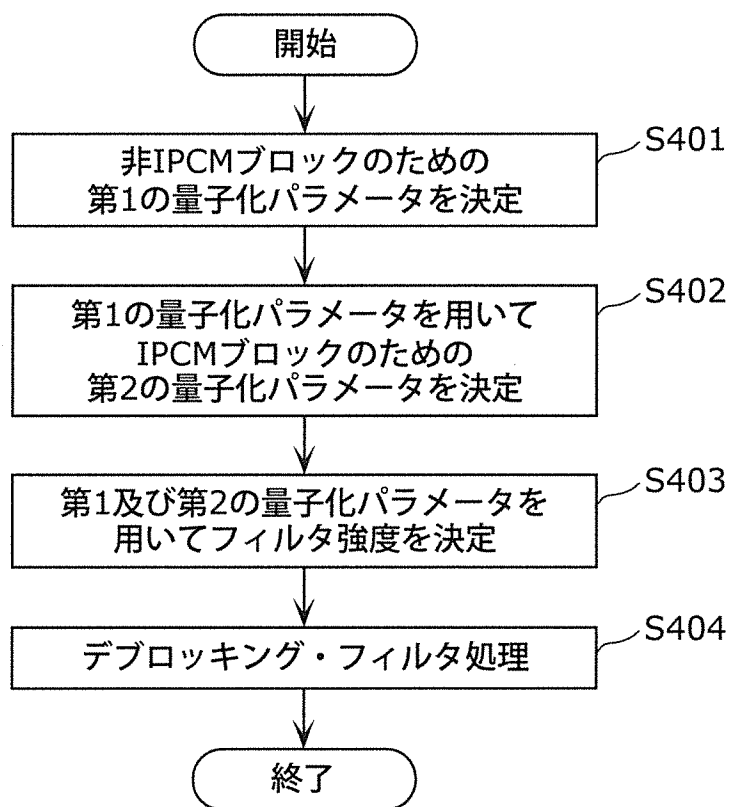 開始
S401
非IPCMブロックのための
第1の量子化パラメータを決定
S402
第1の量子化パラメータを用いて
IPCMブロックのための
第2の量子化パラメータを決定
S403
第1及び第2の量子化パラメータを
用いてフィルタ強度を決定
S404
デブロッキング・フィルタ処理
終了